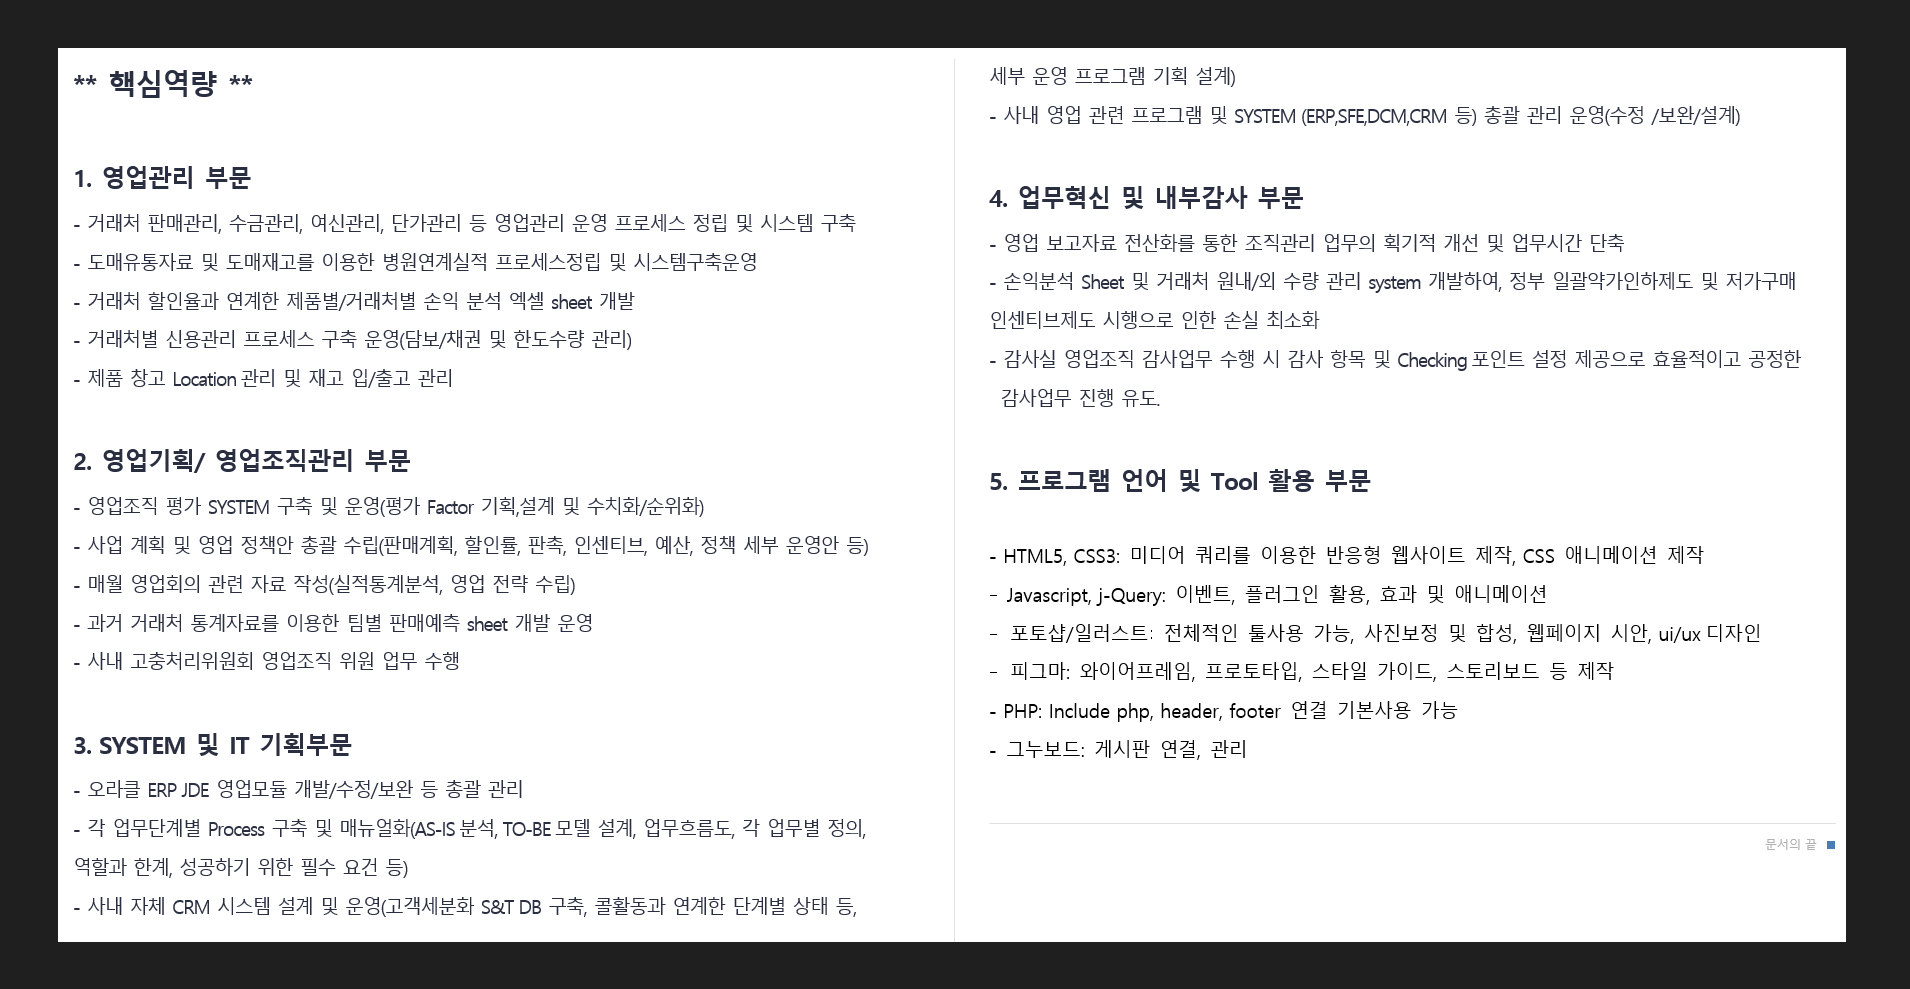 ** 핵심역량 **
1. 영업관리 부문
- 거래처 판매관리, 수금관리, 여신관리, 단가관리 등 영업관리 운영 프로세스 정립 및 시스템 구축
- 도매유통자료 및 도매재고를 이용한 병원연계실적 프로세스정립 및 시스템구축운영
- 거래처 할인율과 연계한 제품별/거래처별 손익 분석 엑셀 sheet 개발
- 거래처별 신용관리 프로세스 구축 운영(담보/채권 및 한도수량 관리)
- 제품 창고 Location관리 및 재고 입/출고 관리
2. 영업기획/ 영업조직관리 부문
- 영업조직 평가 SYSTEM 구축 및 운영(평가 Factor 기획,설계 및 수치화/순위화)
- 사업 계획 및 영업 정책안 총괄 수립(판매계획, 할인률, 판촉, 인센티브, 예산, 정책 세부 운영안 등)
- 매월 영업회의 관련 자료 작성(실적통계분석, 영업 전략 수립)
- 과거 거래처 통계자료를 이용한 팀별 판매예측 sheet 개발 운영
- 사내 고충처리위원회 영업조직 위원 업무 수행
3. SYSTEM 및 IT 기획부문
- 오라클 ERP JDE 영업모듈 개발/수정/보완 등 총괄 관리
- 각 업무단계별 Process 구축 및 매뉴얼화(AS-IS분석, TO-BE모델 설계, 업무흐름도, 각 업무별 정의,
역할과 한계, 성공하기 위한 필수 요건 등)
- 사내 자체 CRM 시스템 설계 및 운영(고객세분화 S&T DB 구축, 콜활동과 연계한 단계별 상태 등,
세부 운영 프로그램 기획 설계)
- 사내 영업 관련 프로그램 및 SYSTEM (ERP,SFE,DCM,CRM 등) 총괄 관리 운영(수정 /보완/설계)
4. 업무혁신 및 내부감사 부문
- 영업 보고자료 전산화를 통한 조직관리 업무의 획기적 개선 및 업무시간 단축
- 손익분석 Sheet 및 거래처 원내/외 수량 관리 system 개발하여, 정부 일괄약가인하제도 및 저가구매
인센티브제도 시행으로 인한 손실 최소화
- 감사실 영업조직 감사업무 수행 시 감사 항목 및 Checking포인트 설정 제공으로 효율적이고 공정한
감사업무 진행 유도.
5. 프로그램 언어 및 Tool 활용 부문
- HTML5, CSS3: 미디어 쿼리를 이용한 반응형 웹사이트 제작, CSS 애니메이션 제작
- Javascript, j-Query: 이벤트, 플러그인 활용, 효과 및 애니메이션
- 포토샵/일러스트: 전체적인 툴사용 가능, 사진보정 및 합성, 웹페이지 시안, ui/ux디자인
- 피그마: 와이어프레임, 프로토타입, 스타일 가이드, 스토리보드 등 제작
- PHP: Include php, header, footer 연결 기본사용 가능
- 그누보드: 게시판 연결, 관리
문서의 끝